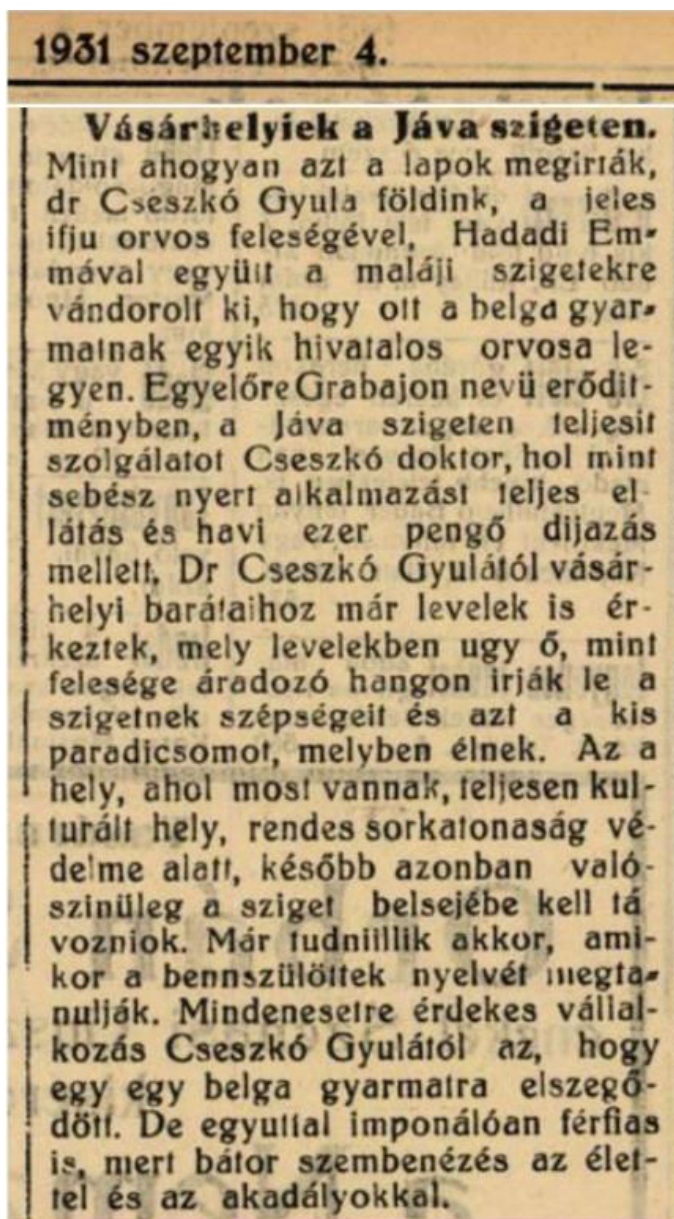 1931 szeptember 4.
Vásárhelyiek a Jáva szigeten.
Mint ahogyan azt a lapok megirták,
dr Cseszkó Gyula földink, a jeles
ifju orvos feleségével, Hadadi Em-
mával együtt a maláji szigetekre
vándorolt ki, hogy ott a belga gyar-
matnak egyik hivatalos orvosa le-
gyen. Egyelőre Grabajon nevü erődit-
ményben, a Jáva szigeten teljesit
szolgálatot Cseszkó doktor, hol mint
sebész nyert alkalmazást teljes el
látás és havi ezer pengő dijazás
mellett. Dr Cseszkó Gyulától vásár-
helyi barátaihoz már levelek is ér-
keztek, mely levelekben ugy ő, mint
felesége áradozó hangon irják le a
szigetnek szépségeit és azt a kis
paradicsomot, melyben élnek. Az a
hely, ahol most vannak, teljesen kul-
turált hely, rendes sorkatonaság vé-
delme alatt, később azonban való-
szinüleg a sziget belsejébe kell tá
vozniok. Már tudniillik akkor, ami-
kor a bennszülöttek nyelvét megta-
nulják. Mindenesetre érdekes vállal-
kozás Cseszkó Gyulától az, hogy
egy egy belga gyarmatra elszegő-
dött. De egyuttal imponálóan férfias
is, mert bátor szembenézés az élet-
tel és az akadályokkal.